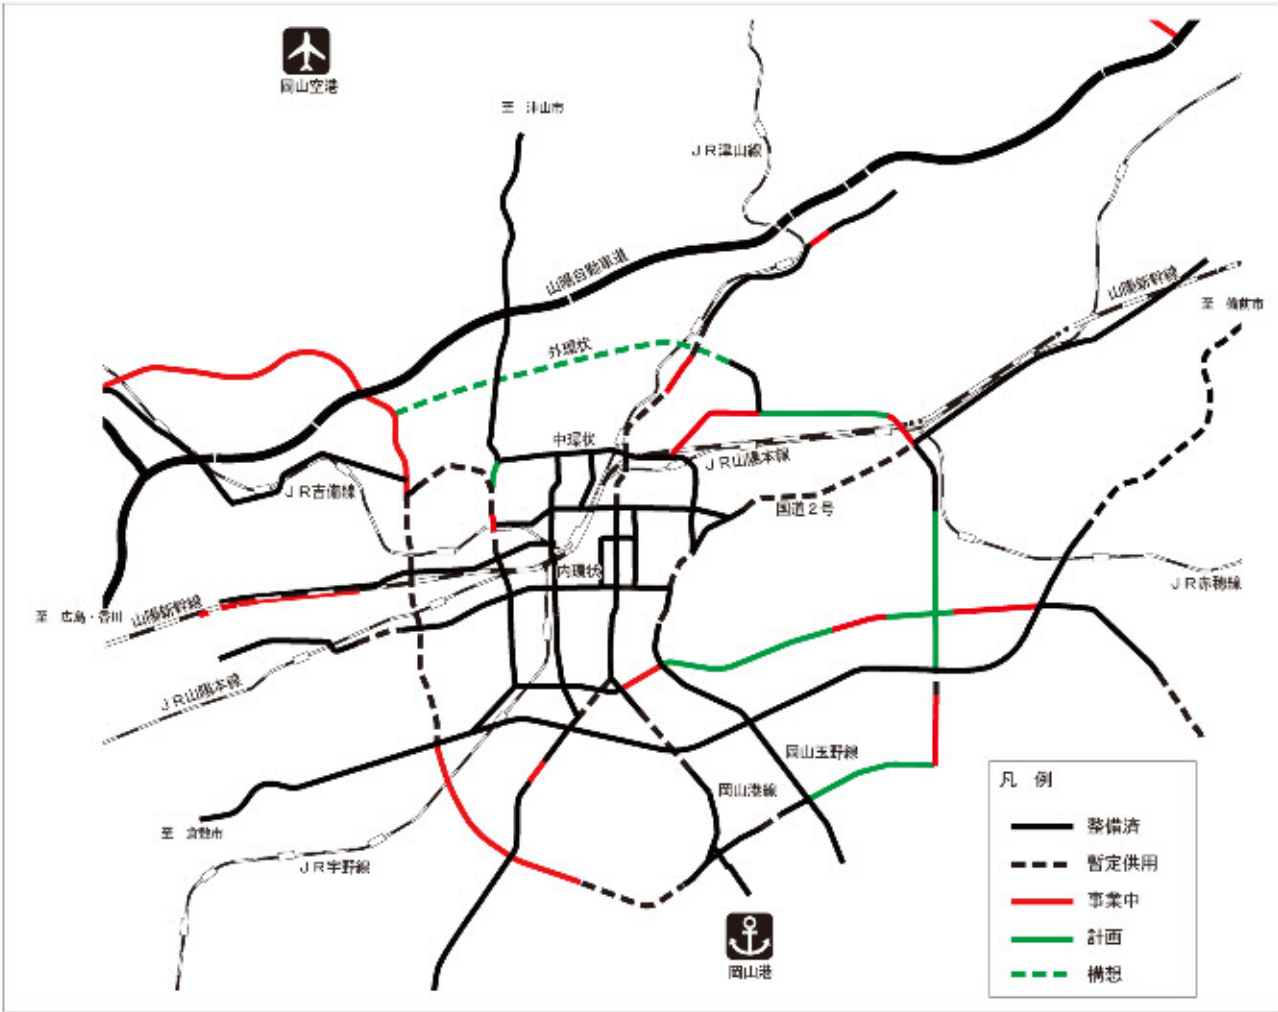 岡山空港
至 津山市
JR津山線
山陽自動車道
山陽新幹線
至 備前市
外環状
中環状
JR山陽本線
JR吉備線
国道2号
内環状
JR赤穂線
至 広島・香川
山陽新幹線
JR山陽本線
岡山玉野線
岡山港線
至 倉敷市
JR宇野線
岡山港
凡 例
整備済
暫定供用
事業中
計画
構想